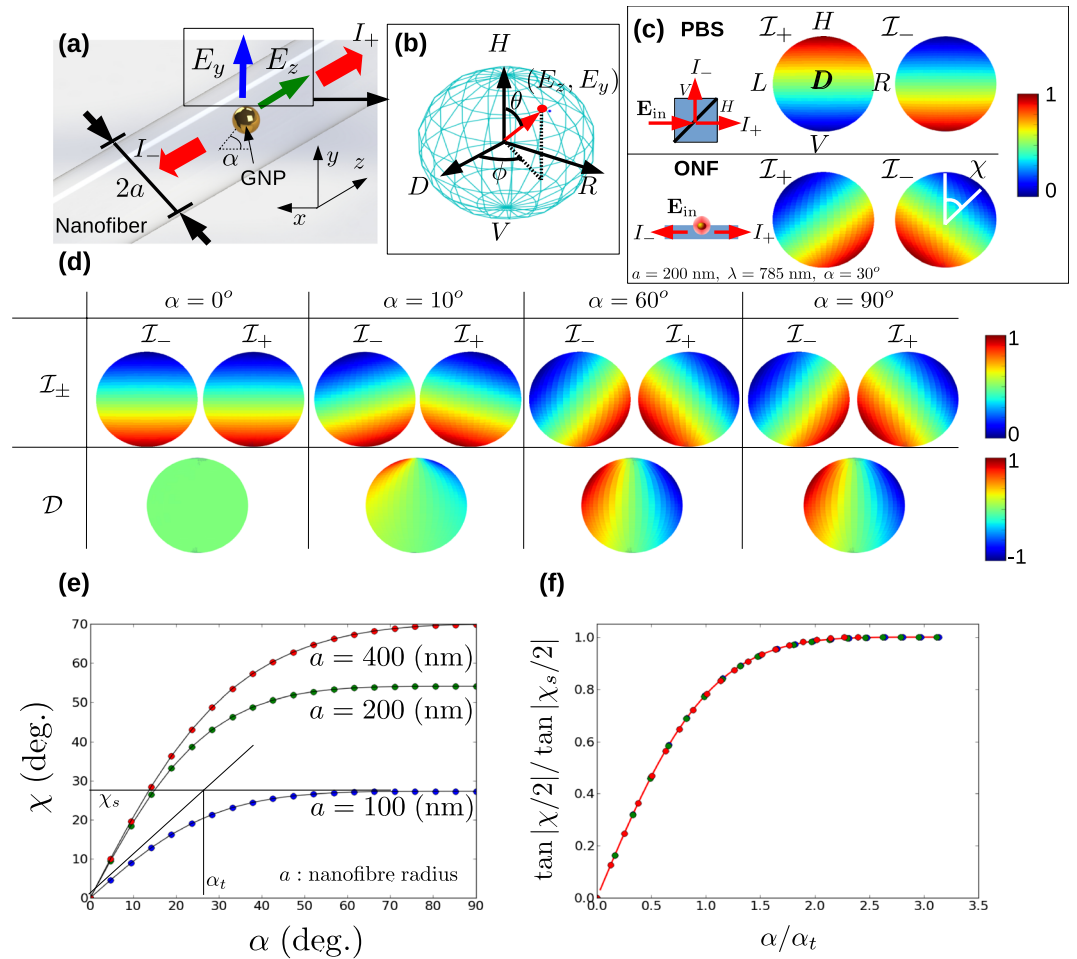 (a)
E_y
E_z
I_+
I_-
α
GNP
2a
Nanofiber
y
z
x
(b)
H
(E_z, E_y)
θ
D
ϕ
R
V
(c)
PBS
𝓘_+
H
𝓘_-
L
D
R
V
I_-
V
H
E_in
I_+
1
0
ONF
𝓘_+
𝓘_-
χ
E_in
I_-
I_+
a = 200 nm, λ = 785 nm, α = 30°
(d)
α = 0^o
α = 10^o
α = 60^o
α = 90^o
𝓘_-
𝓘_+
𝓘_-
𝓘_+
𝓘_-
𝓘_+
𝓘_-
𝓘_+
𝓘_±
1
0
𝒟
1
-1
(e)
70
60
50
40
30
20
10
0
χ (deg.)
a = 400 (nm)
a = 200 (nm)
χ_s
a = 100 (nm)
α_t
a : nanofibre radius
0
10
20
30
40
50
60
70
80
90
α (deg.)
(f)
1.0
0.8
0.6
0.4
0.2
0.0
tan |χ/2|/ tan |χ_s/2|
0.0
0.5
1.0
1.5
2.0
2.5
3.0
3.5
α/α_t